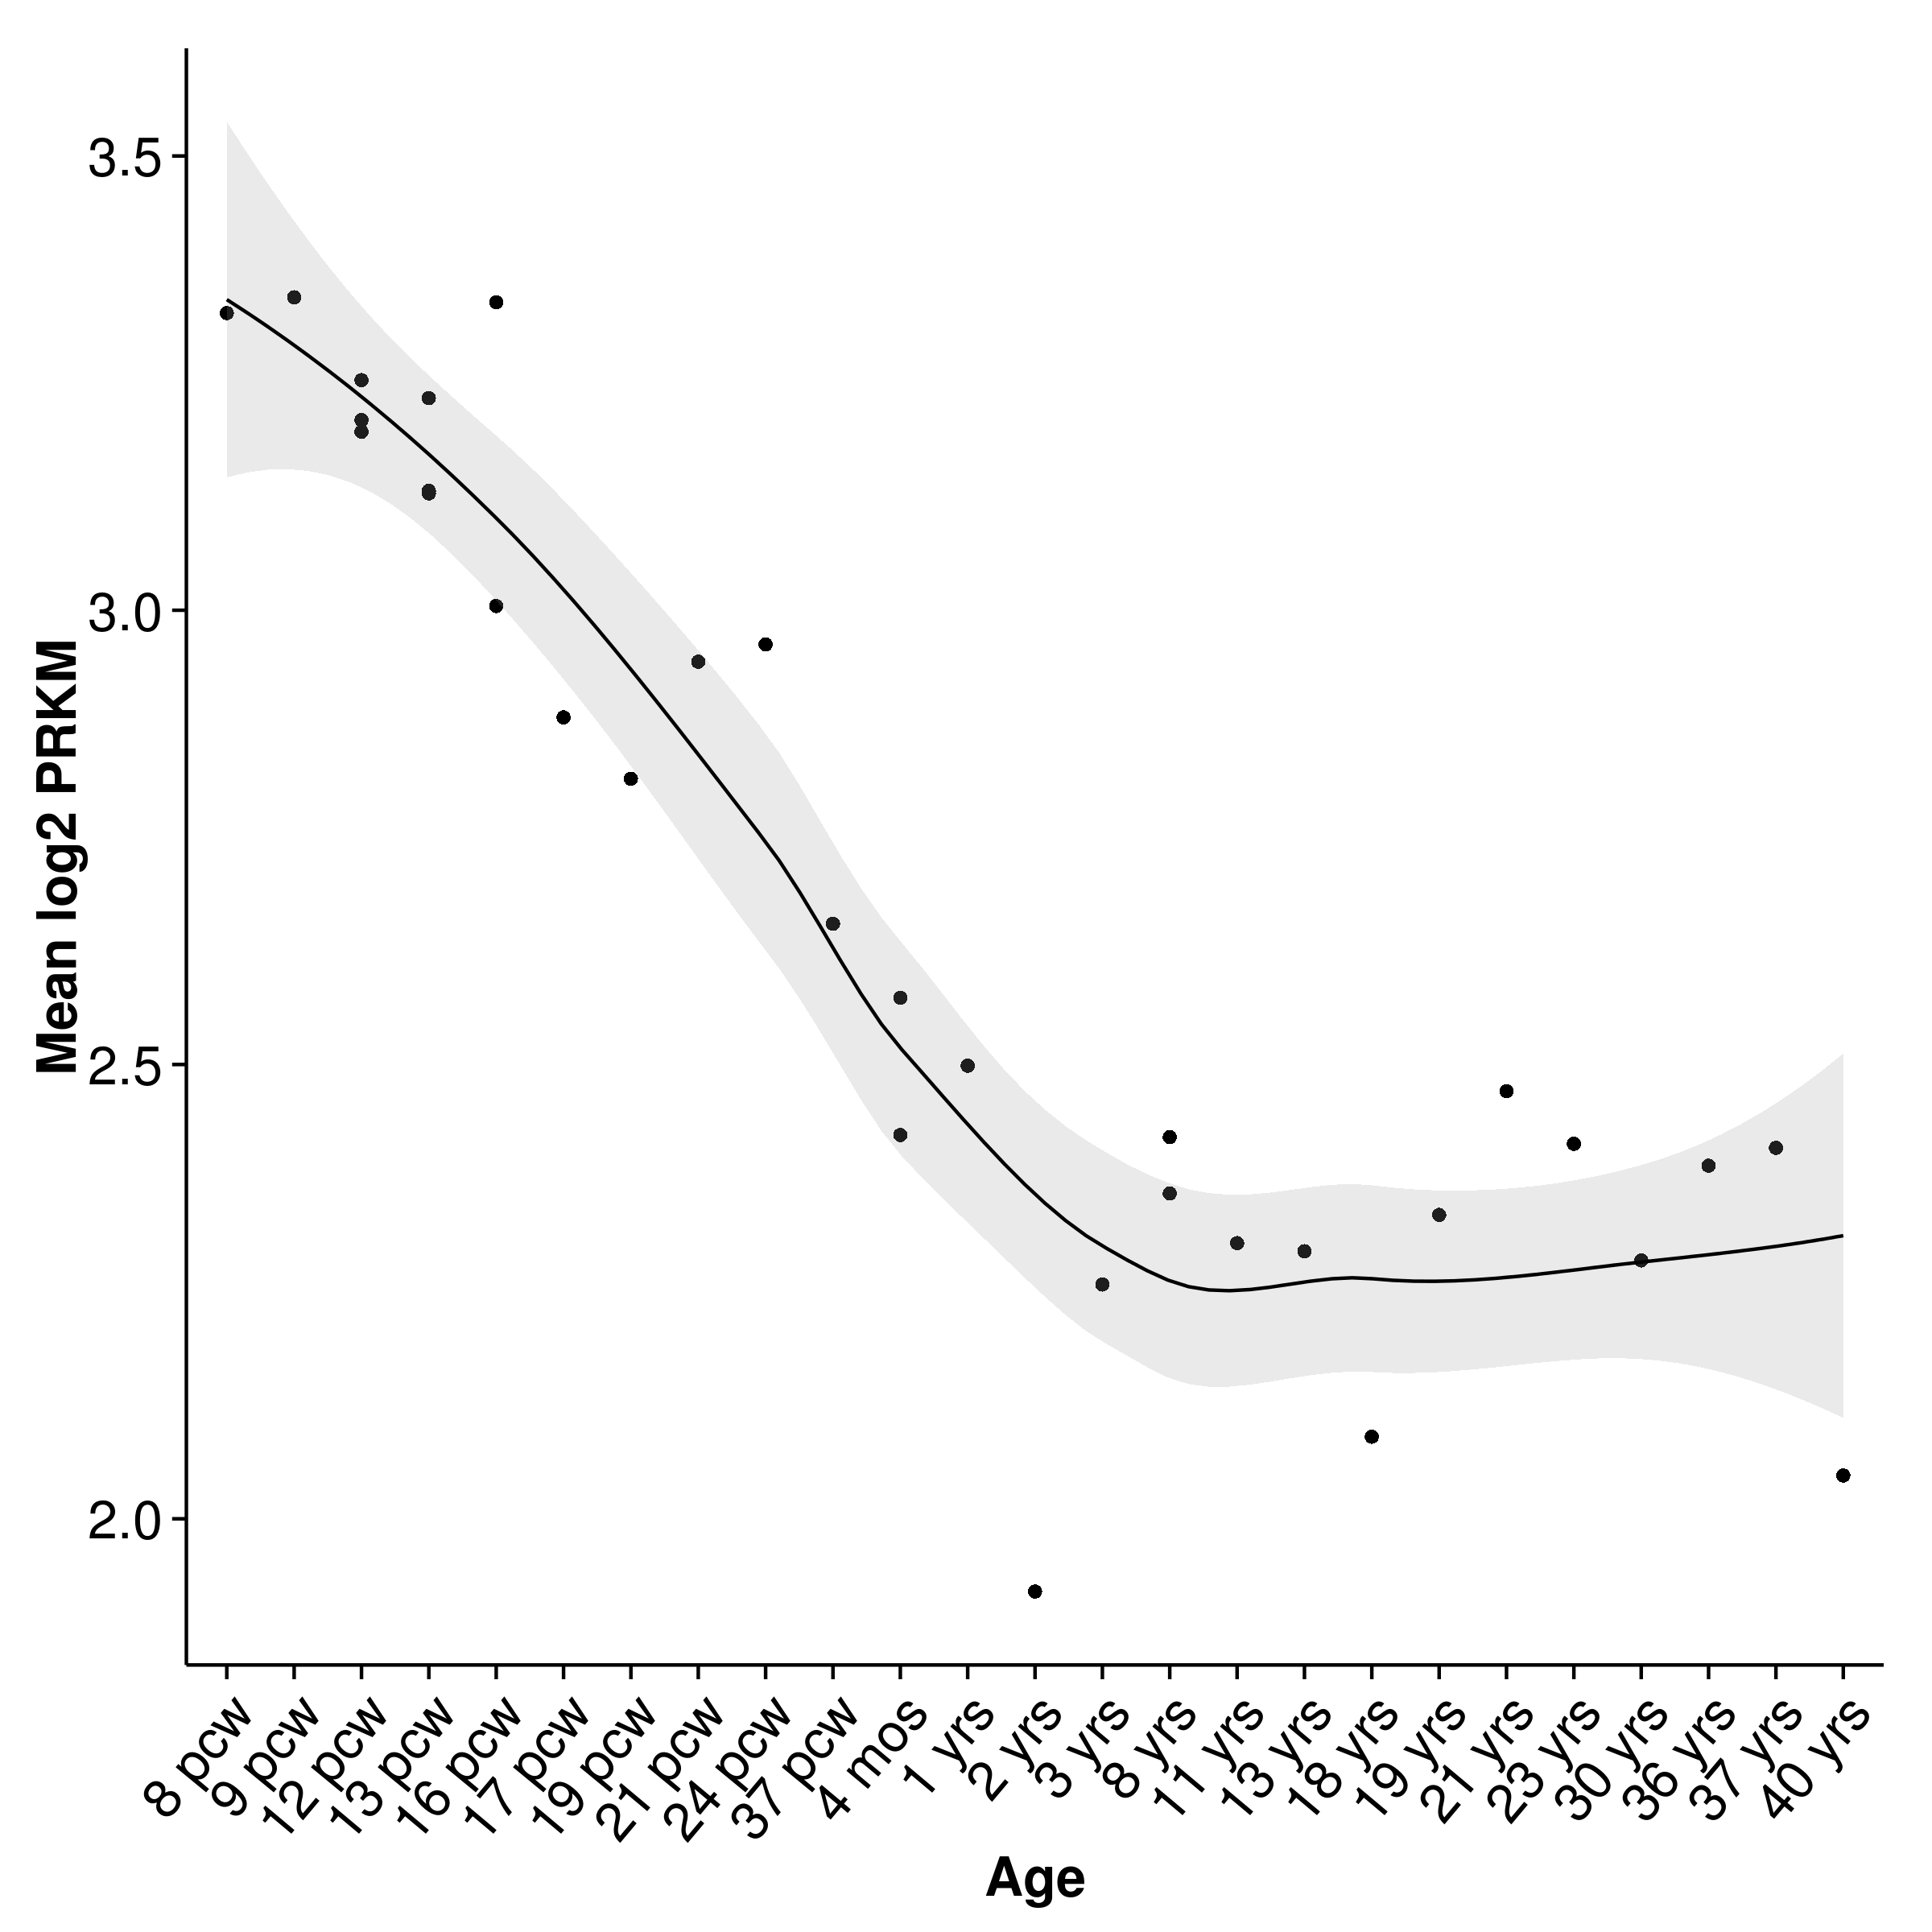 Mean log2 PRKM
3.5
3.0
2.5
2.0
8 pcw
9 pcw
12 pcw
13 pcw
16 pcw
17 pcw
19 pcw
21 pcw
24 pcw
37 pcw
4 mos
1 yrs
2 yrs
3 yrs
8 yrs
11 yrs
13 yrs
18 yrs
19 yrs
21 yrs
23 yrs
30 yrs
36 yrs
37 yrs
40 yrs
Age